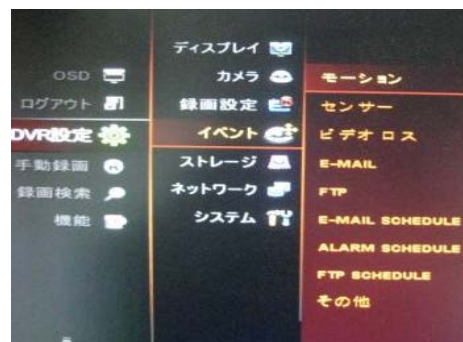 OSD
ログアウト
DVR設定
手動録画
録画検索
機能
ディスプレイ
カメラ
録画設定
イベント
ストレージ
ネットワーク
システム
モーション
センサー
ビデオロス
E-MAIL
FTP
E-MAIL SCHEDULE
ALARM SCHEDULE
FTP SCHEDULE
その他